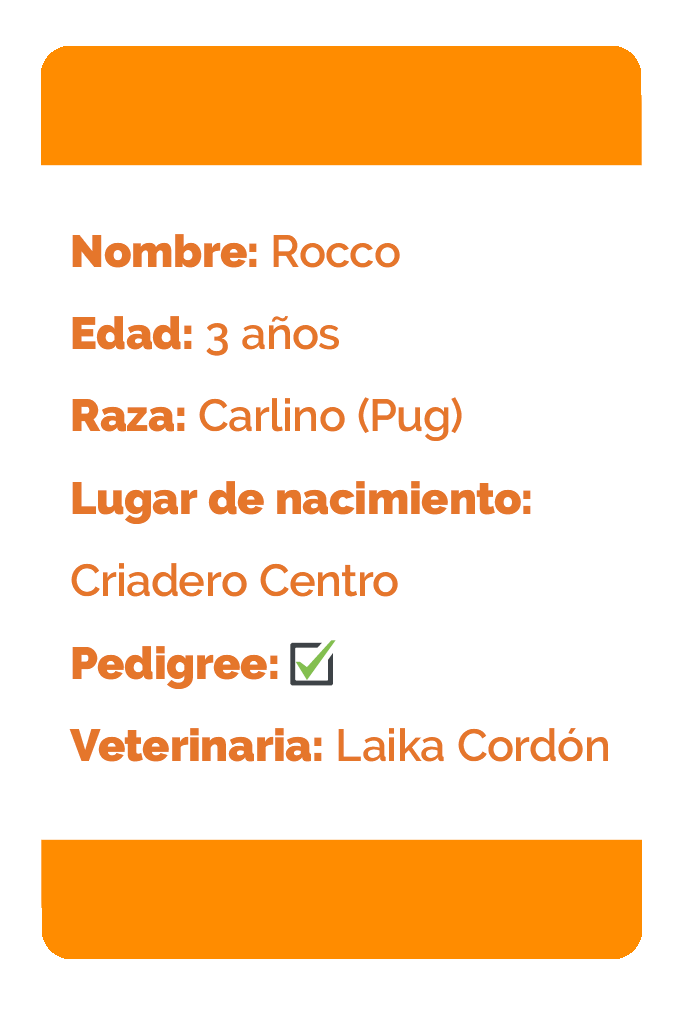 Nombre: Rocco
Edad: 3 años
Raza: Carlino (Pug)
Lugar de nacimiento:
Criadero Centro
Pedigree:
Veterinaria: Laika Cordón